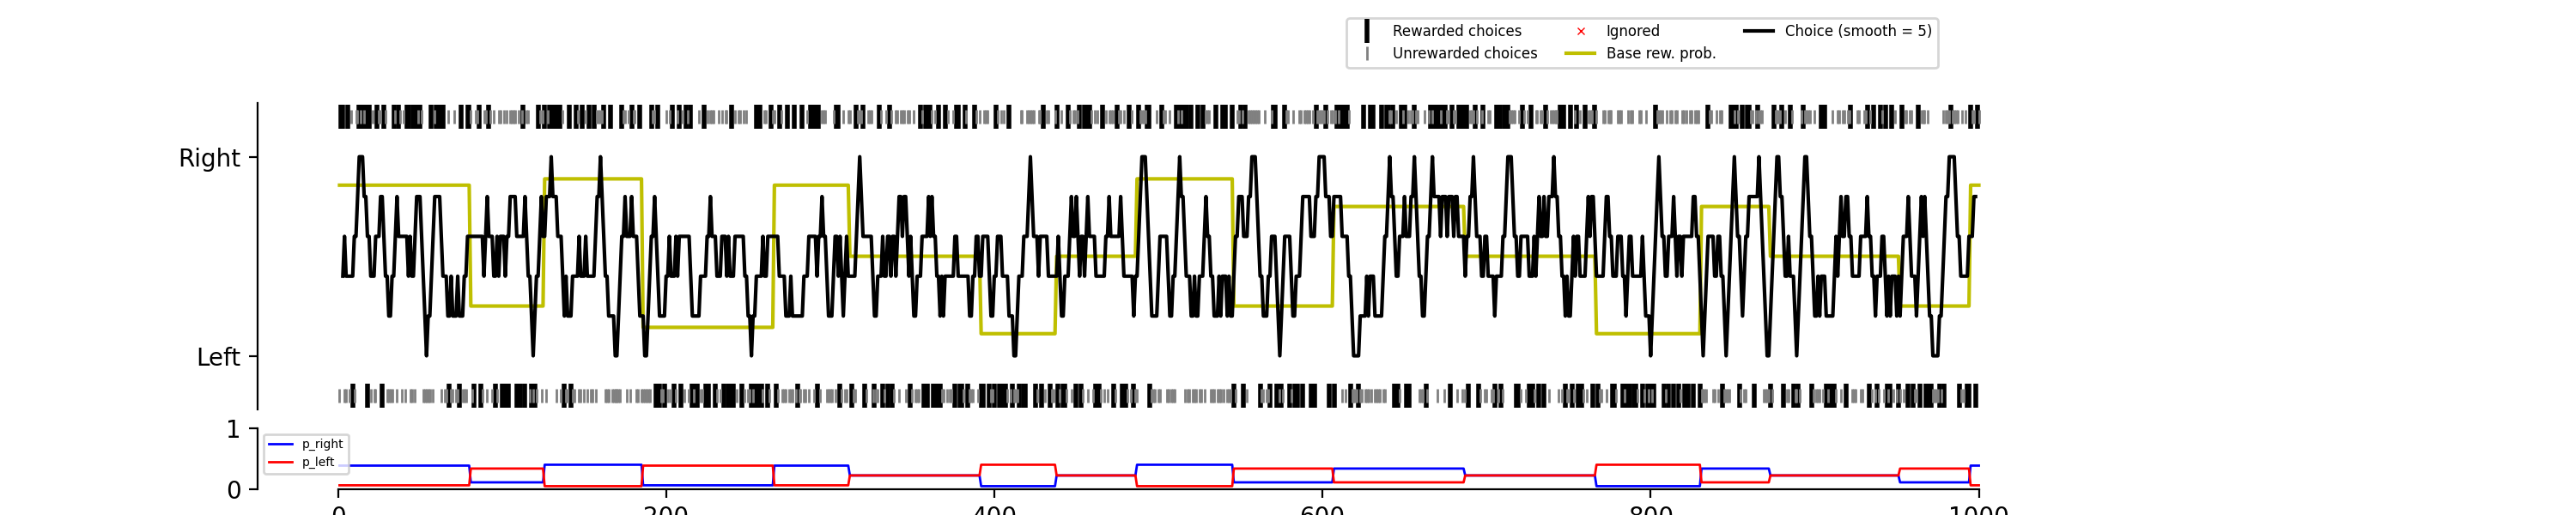 Rewarded choices
Unrewarded choices
× Ignored
Base rew. prob.
Choice (smooth = 5)
Right
Left
1
0
p_right
p_left
0 200 400 600 800 1000